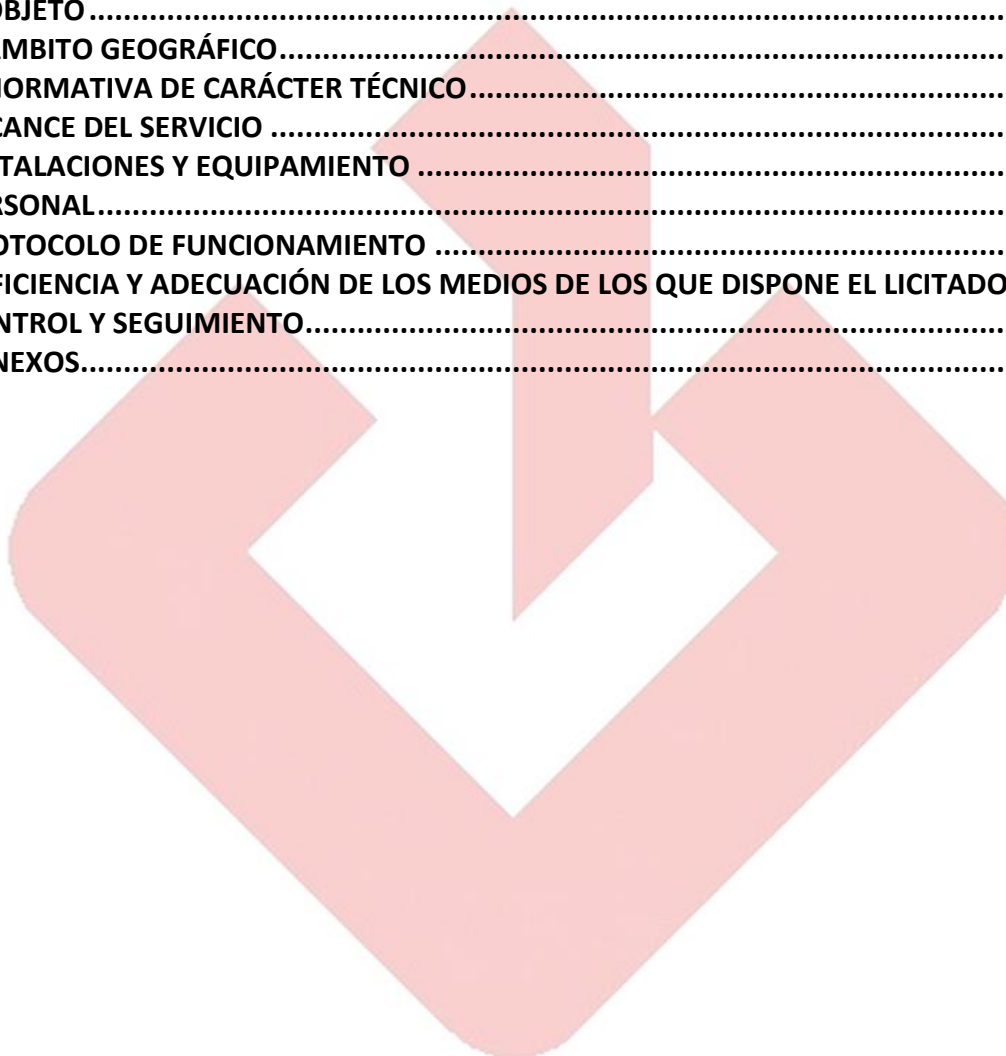 OBJETO ........................................................................................................
ÁMBITO GEOGRÁFICO ........................................................................................
NORMATIVA DE CARÁCTER TÉCNICO ................................................................
CANCE DEL SERVICIO ........................................................................................
TALACIONES Y EQUIPAMIENTO ........................................................................
RSONAL ........................................................................................................
OTOCOLO DE FUNCIONAMIENTO ....................................................................
FICIENCIA Y ADECUACIÓN DE LOS MEDIOS DE LOS QUE DISPONE EL LICITADO
NTROL Y SEGUIMIENTO ....................................................................................
NEXOS ........................................................................................................